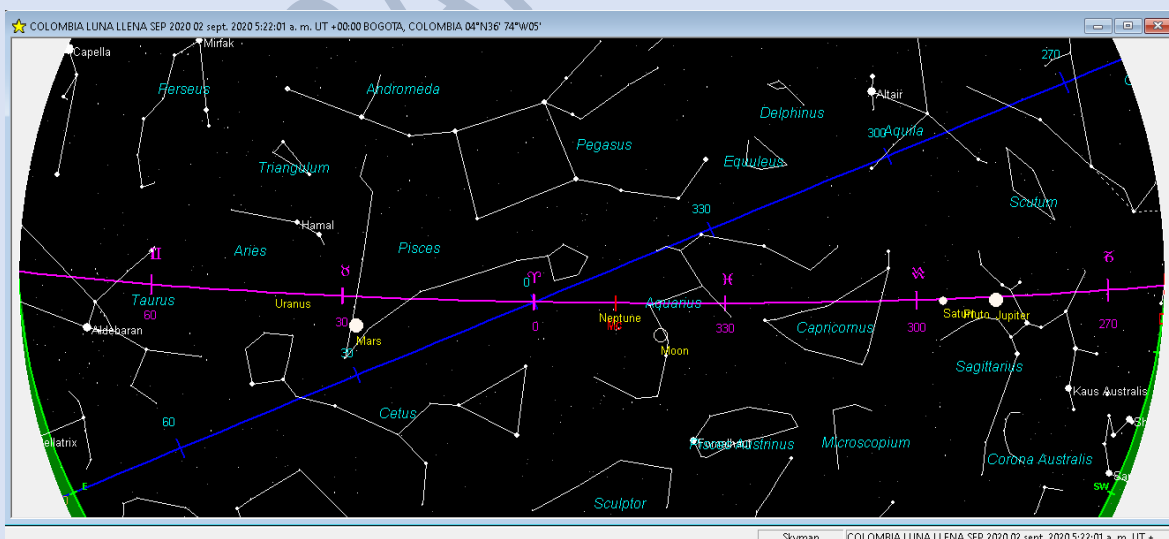 COLOMBIA LUNA LLENA SEP 2020 02 sept. 2020 5:22:01 a. m. UT +00:00 BOGOTA, COLOMBIA 04°N36' 74°W05'
Capella
Mirfak
270
Perseus
Andromeda
Altair
Delphinus
300
Aquila
Pegasus
Equuleus
Triangulum
Scutum
330
Hamal
Aries
Pisces
♊
♉
♈
♓
♒
♑
0
Taurus
Uranus
Aquarius
Saturn
Pluto
Jupiter
60
30
0
Neptune
330
Capricornus
300
270
Aldebaran
Mars
Moon
30
Sagittarius
Kaus Australis
Cetus
60
ellatrix
Microscopium
Corona Australis
E
SW
Sculptor
Skyman
COLOMBIA LUNA LLENA SEP 2020 02 sept. 2020 5:22:01 a. m. UT +